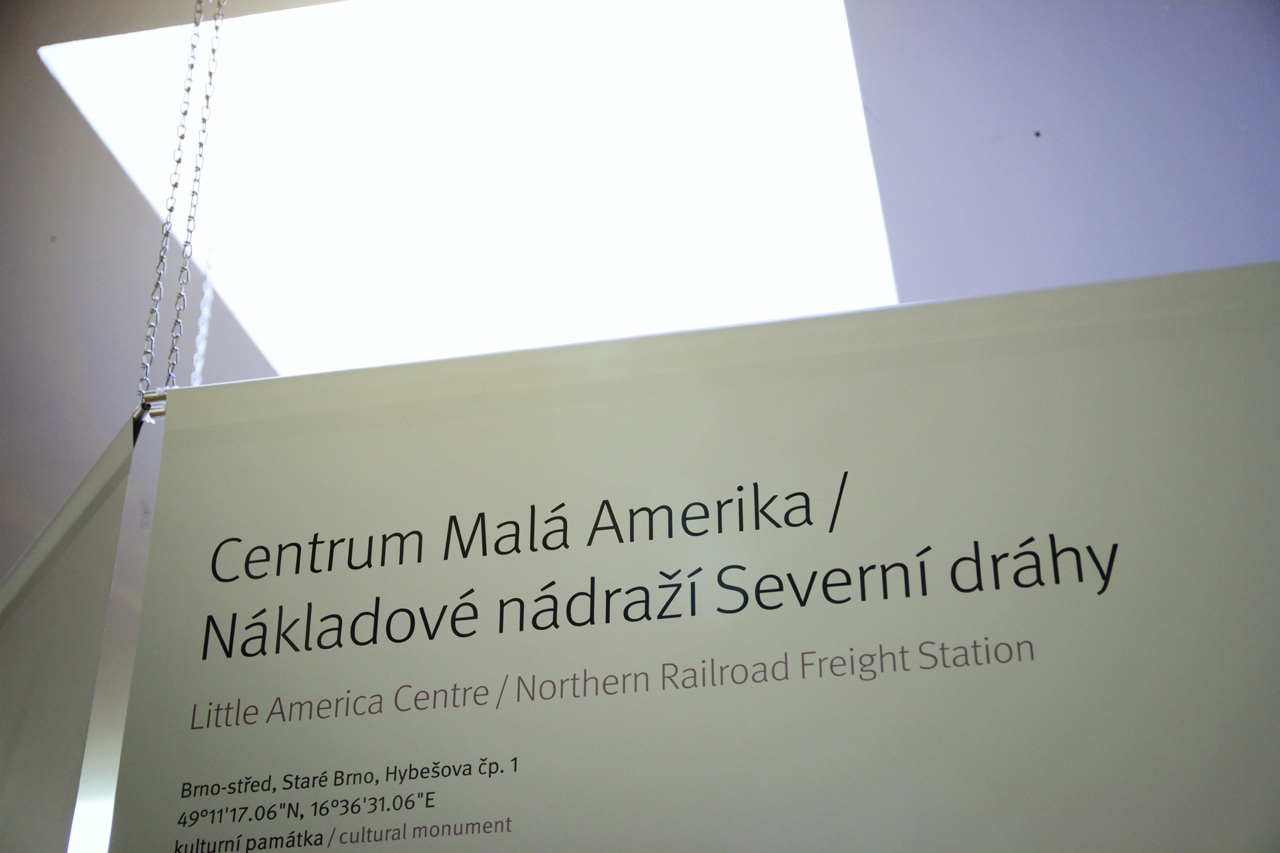 Centrum Malá Amerika /
Nákladové nádraží Severní dráhy
Little America Centre / Northern Railroad Freight Station
Brno-střed, Staré Brno, Hybešova čp. 1
49°11'17.06"N, 16°36'31.06"E
kulturní památka / cultural monument